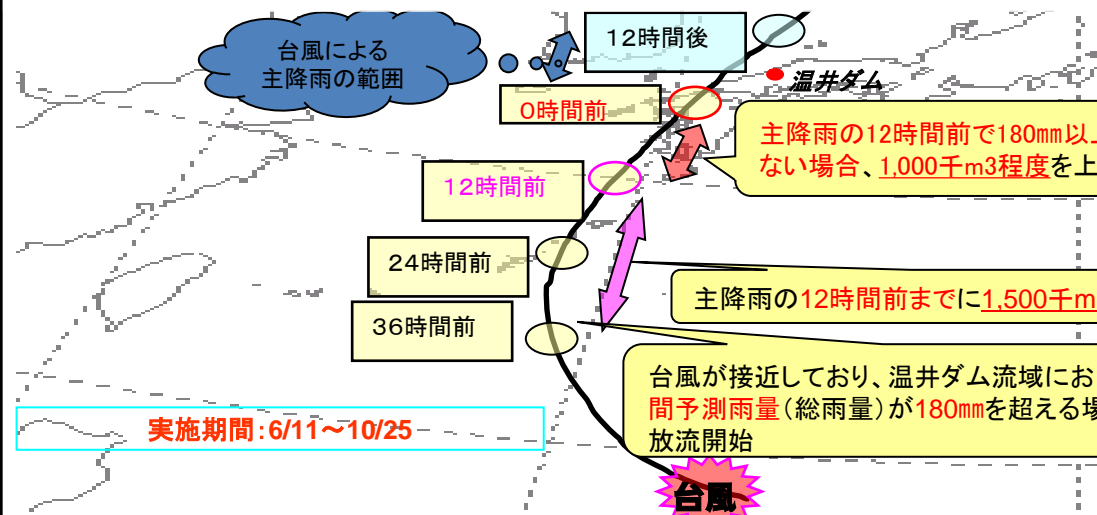 台風による
主降雨の範囲
12時間後
温井ダム
0時間前
主降雨の12時間前で180㎜以
ない場合、1,000千m3程度を上
12時間前
24時間前
主降雨の12時間前までに1,500千m
36時間前
台風が接近しており、温井ダム流域にお
間予測雨量(総雨量)が180㎜を超える場
放流開始
実施期間:6/11～10/25
台風